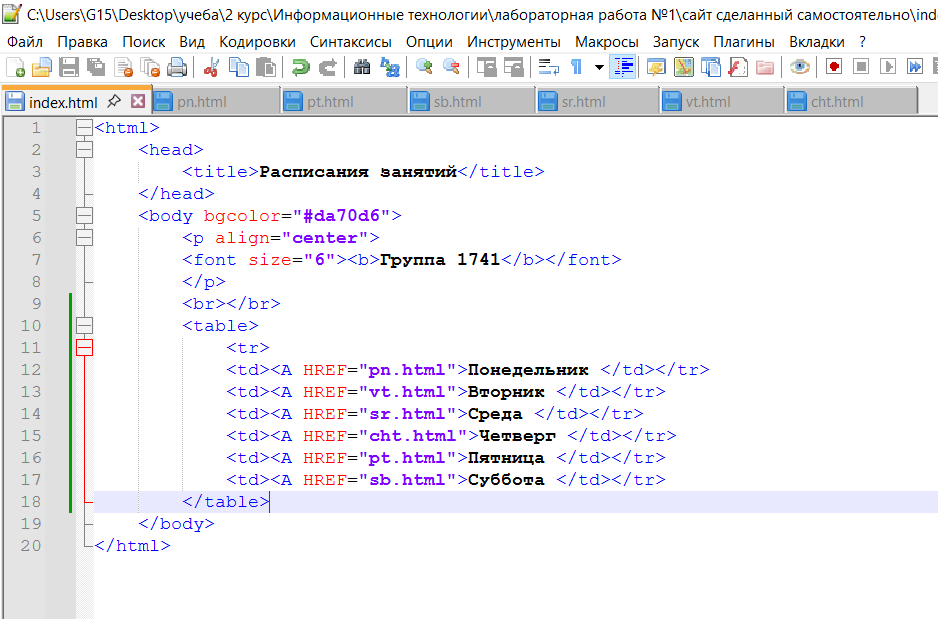 C:\Users\G15\Desktop\учеба\2 курс\Информационные технологии\лабораторная работа №1\сайт сделанный самостоятельно\inde
Файл Правка Поиск Вид Кодировки Синтаксисы Опции Инструменты Макросы Запуск Плагины Вкладки ?
index.html pn.html pt.html sb.html sr.html vt.html cht.html
1 <html>
2 <head>
3 <title>Расписания занятий</title>
4 </head>
5 <body bgcolor="#da70d6">
6 <p align="center">
7 <font size="6"><b>Группа 1741</b></font>
8 </p>
9 <br></br>
10 <table>
11 <tr>
12 <td><A HREF="pn.html">Понедельник </td></tr>
13 <td><A HREF="vt.html">Вторник </td></tr>
14 <td><A HREF="sr.html">Среда </td></tr>
15 <td><A HREF="cht.html">Четверг </td></tr>
16 <td><A HREF="pt.html">Пятница </td></tr>
17 <td><A HREF="sb.html">Суббота </td></tr>
18 </table>
19 </body>
20 </html>